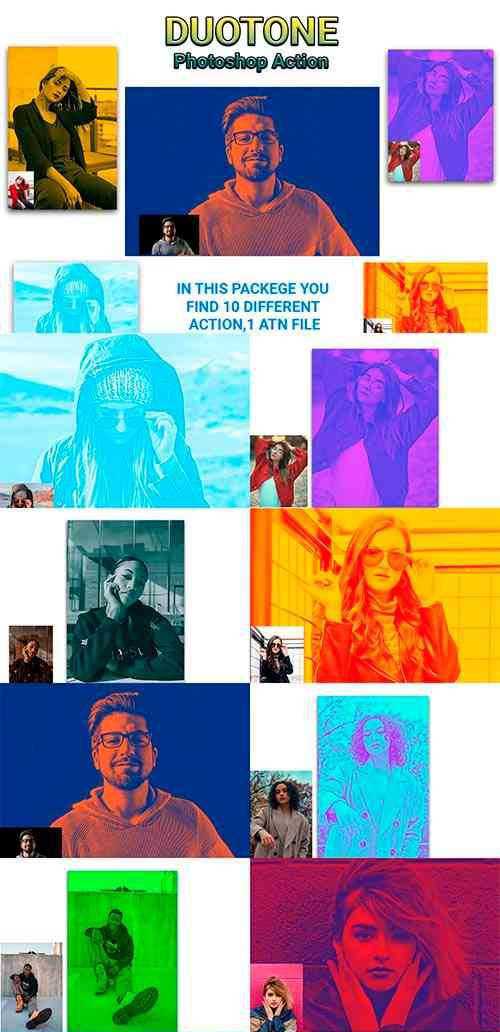 DUOTONE
Photoshop Action
IN THIS PACKEGE YOU
FIND 10 DIFFERENT
ACTION,1 ATN FILE